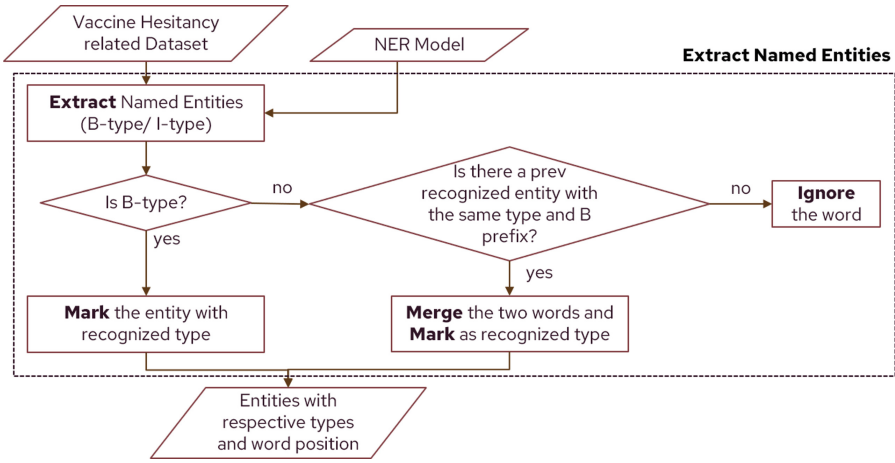 Vaccine Hesitancy
related Dataset
NER Model
Extract Named Entities
Extract Named Entities
(B-type/ I-type)
Is B-type?
no
Is there a prev
recognized entity with
the same type and B
prefix?
no
Ignore
the word
yes
yes
Mark the entity with
recognized type
Merge the two words and
Mark as recognized type
Entities with
respective types
and word position